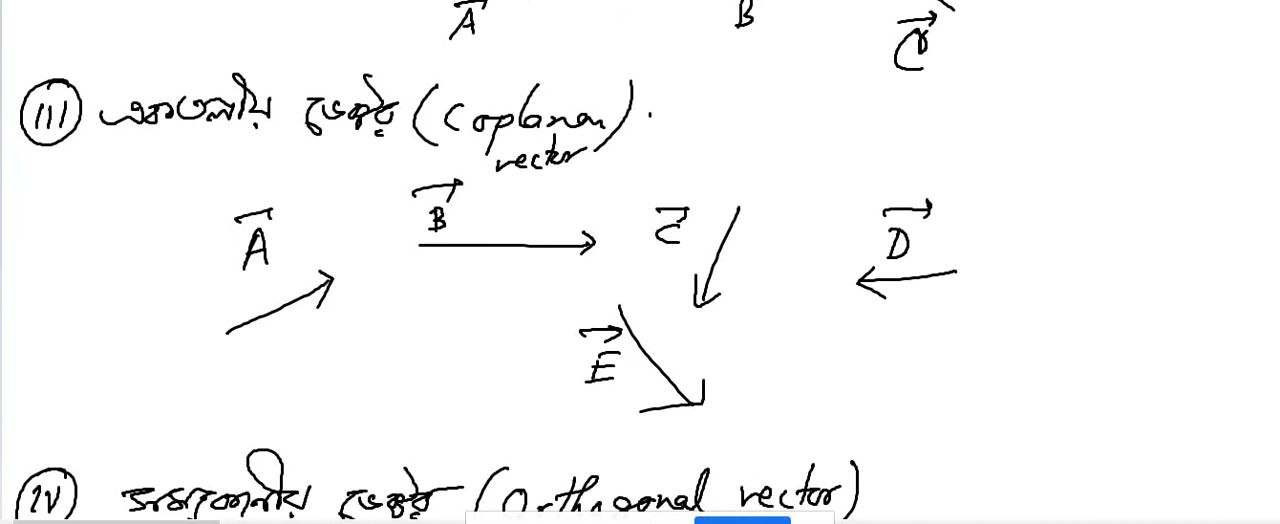 A B C
(iii) একতলীয় ভেক্টর (Coplanar vector).
A B C D
E
(iv) সমকোণীয় ভেক্টর (Orthogonal vector)